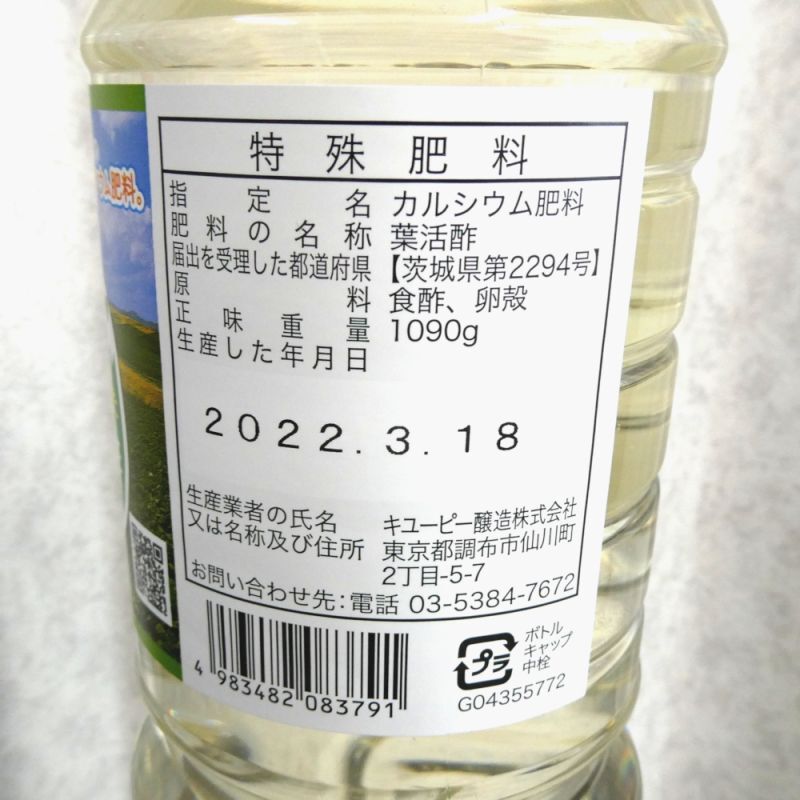 ウム肥料。
特殊肥料
指定名 カルシウム肥料
肥料の名称 葉活酢
届出を受理した都道府県 【茨城県第2294号】
原料 食酢、卵殻
正味重量 1090g
生産した年月日
2022.3.18
生産業者の氏名 キユーピー醸造株式会社
又は名称及び住所 東京都調布市仙川町
2丁目-5-7
お問い合わせ先:電話 03-5384-7672
4 983482 083791
プラ
ボトル
キャップ
中栓
G04355772